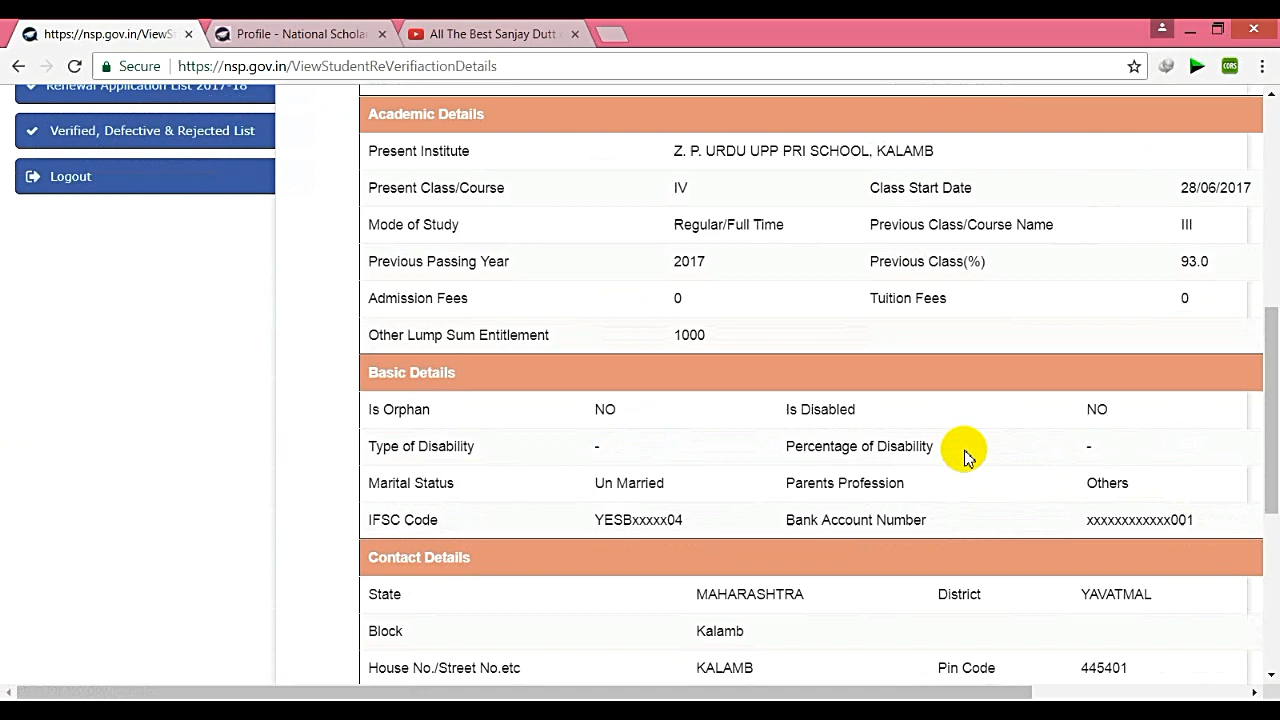 https://nsp.gov.in/ViewS
Profile - National Schola
All The Best Sanjay Dutt
Secure
https://nsp.gov.in/ViewStudentReVerifiactionDetails
CORS
Renewal Application List 2017-18
Verified, Defective & Rejected List
Logout
Academic Details
Present Institute Z. P. URDU UPP PRI SCHOOL, KALAMB
Present Class/Course IV Class Start Date 28/06/2017
Mode of Study Regular/Full Time Previous Class/Course Name III
Previous Passing Year 2017 Previous Class(%) 93.0
Admission Fees 0 Tuition Fees 0
Other Lump Sum Entitlement 1000
Basic Details
Is Orphan NO Is Disabled NO
Type of Disability - Percentage of Disability -
Marital Status Un Married Parents Profession Others
IFSC Code YESBxxxxx04 Bank Account Number xxxxxxxxxxxx001
Contact Details
State MAHARASHTRA District YAVATMAL
Block Kalamb
House No./Street No.etc KALAMB Pin Code 445401